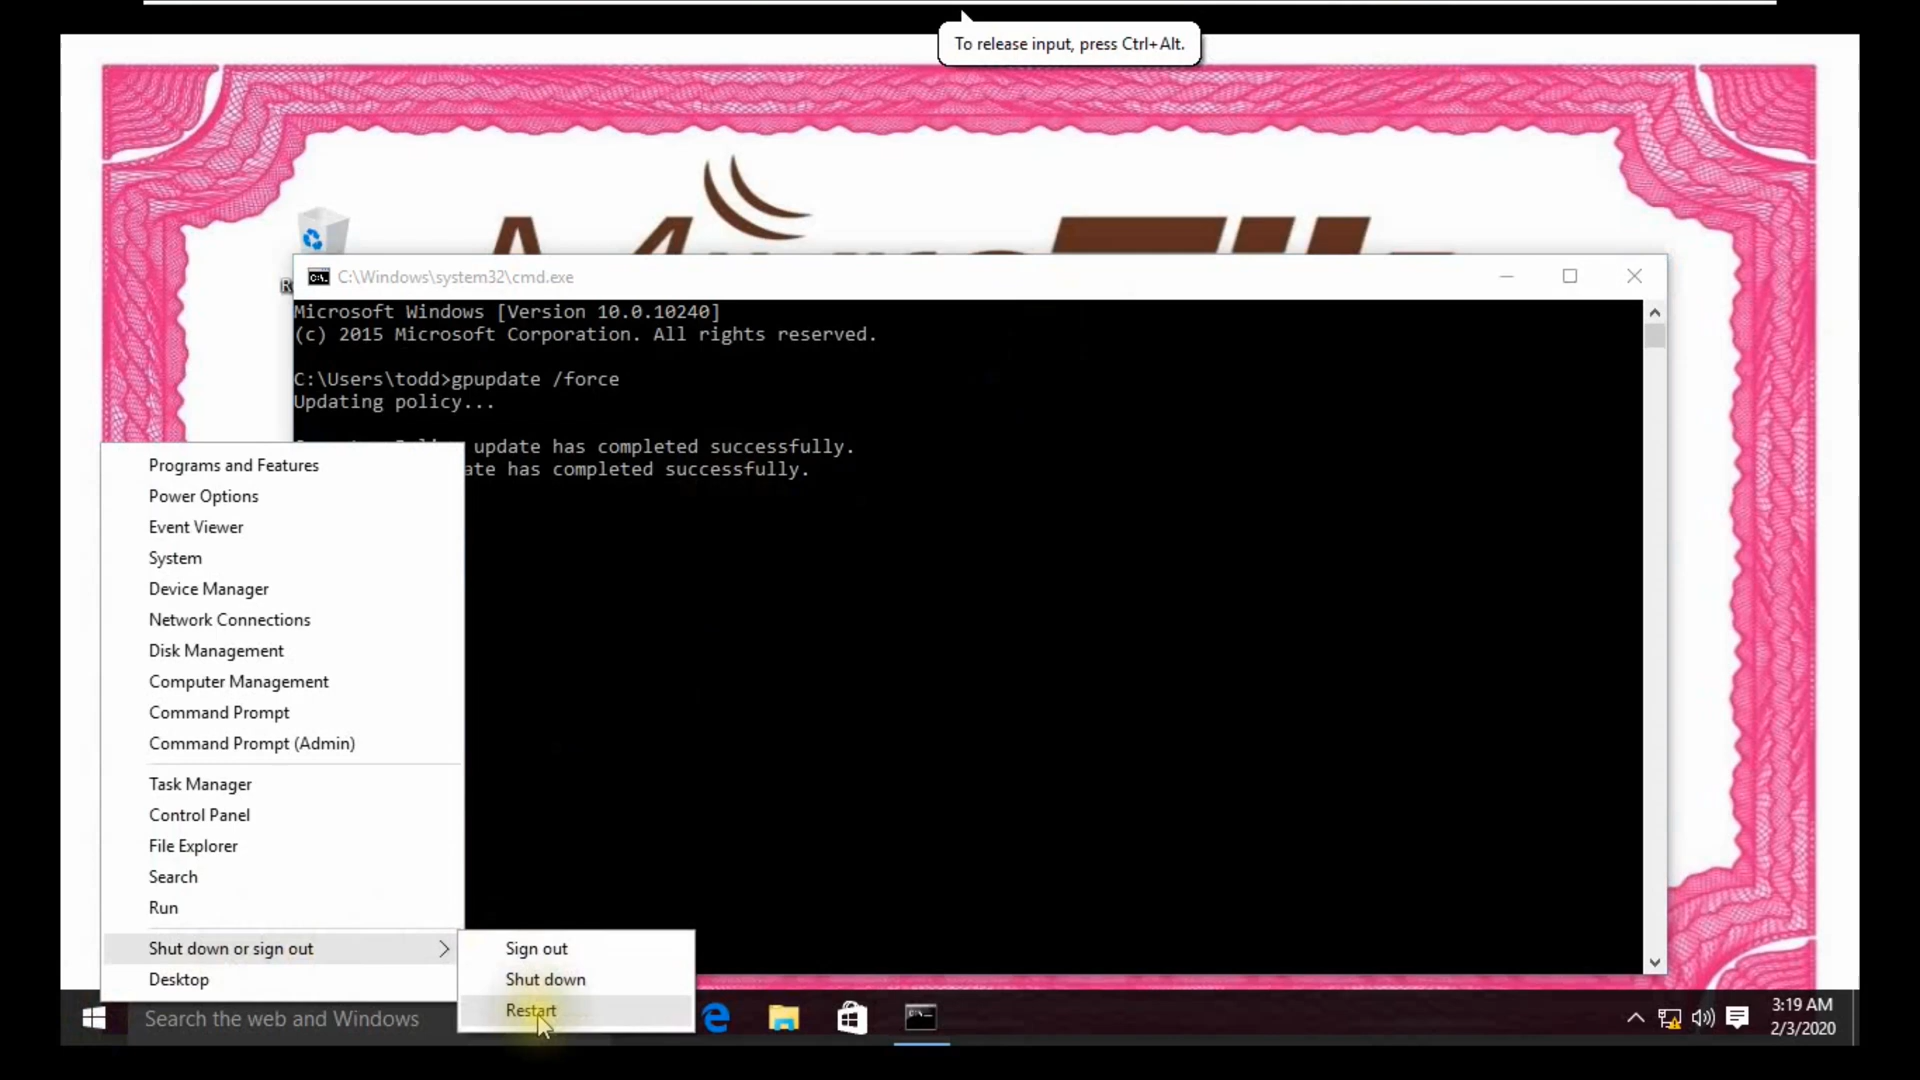 To release input, press Ctrl+Alt.
C:\Windows\system32\cmd.exe
Microsoft Windows [Version 10.0.10240]
(c) 2015 Microsoft Corporation. All rights reserved.
C:\Users\todd>gpupdate /force
Updating policy...
update has completed successfully.
has completed successfully.
Programs and Features
Power Options
Event Viewer
System
Device Manager
Network Connections
Disk Management
Computer Management
Command Prompt
Command Prompt (Admin)
Task Manager
Control Panel
File Explorer
Search
Run
Shut down or sign out
Desktop
Sign out
Shut down
Restart
Search the web and Windows
3:19 AM
2/3/2020